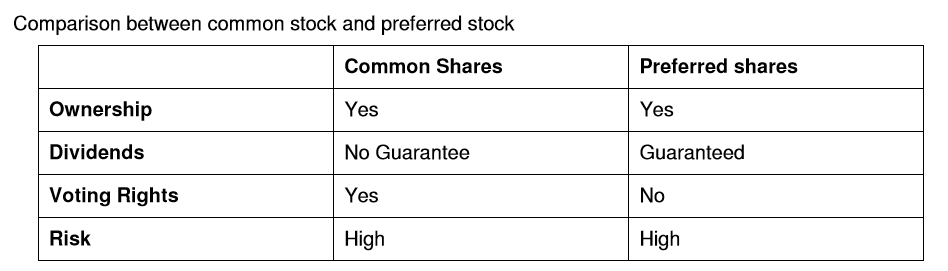 Comparison between common stock and preferred stock
Common Shares Preferred shares
Ownership Yes Yes
Dividends No Guarantee Guaranteed
Voting Rights Yes No
Risk High High